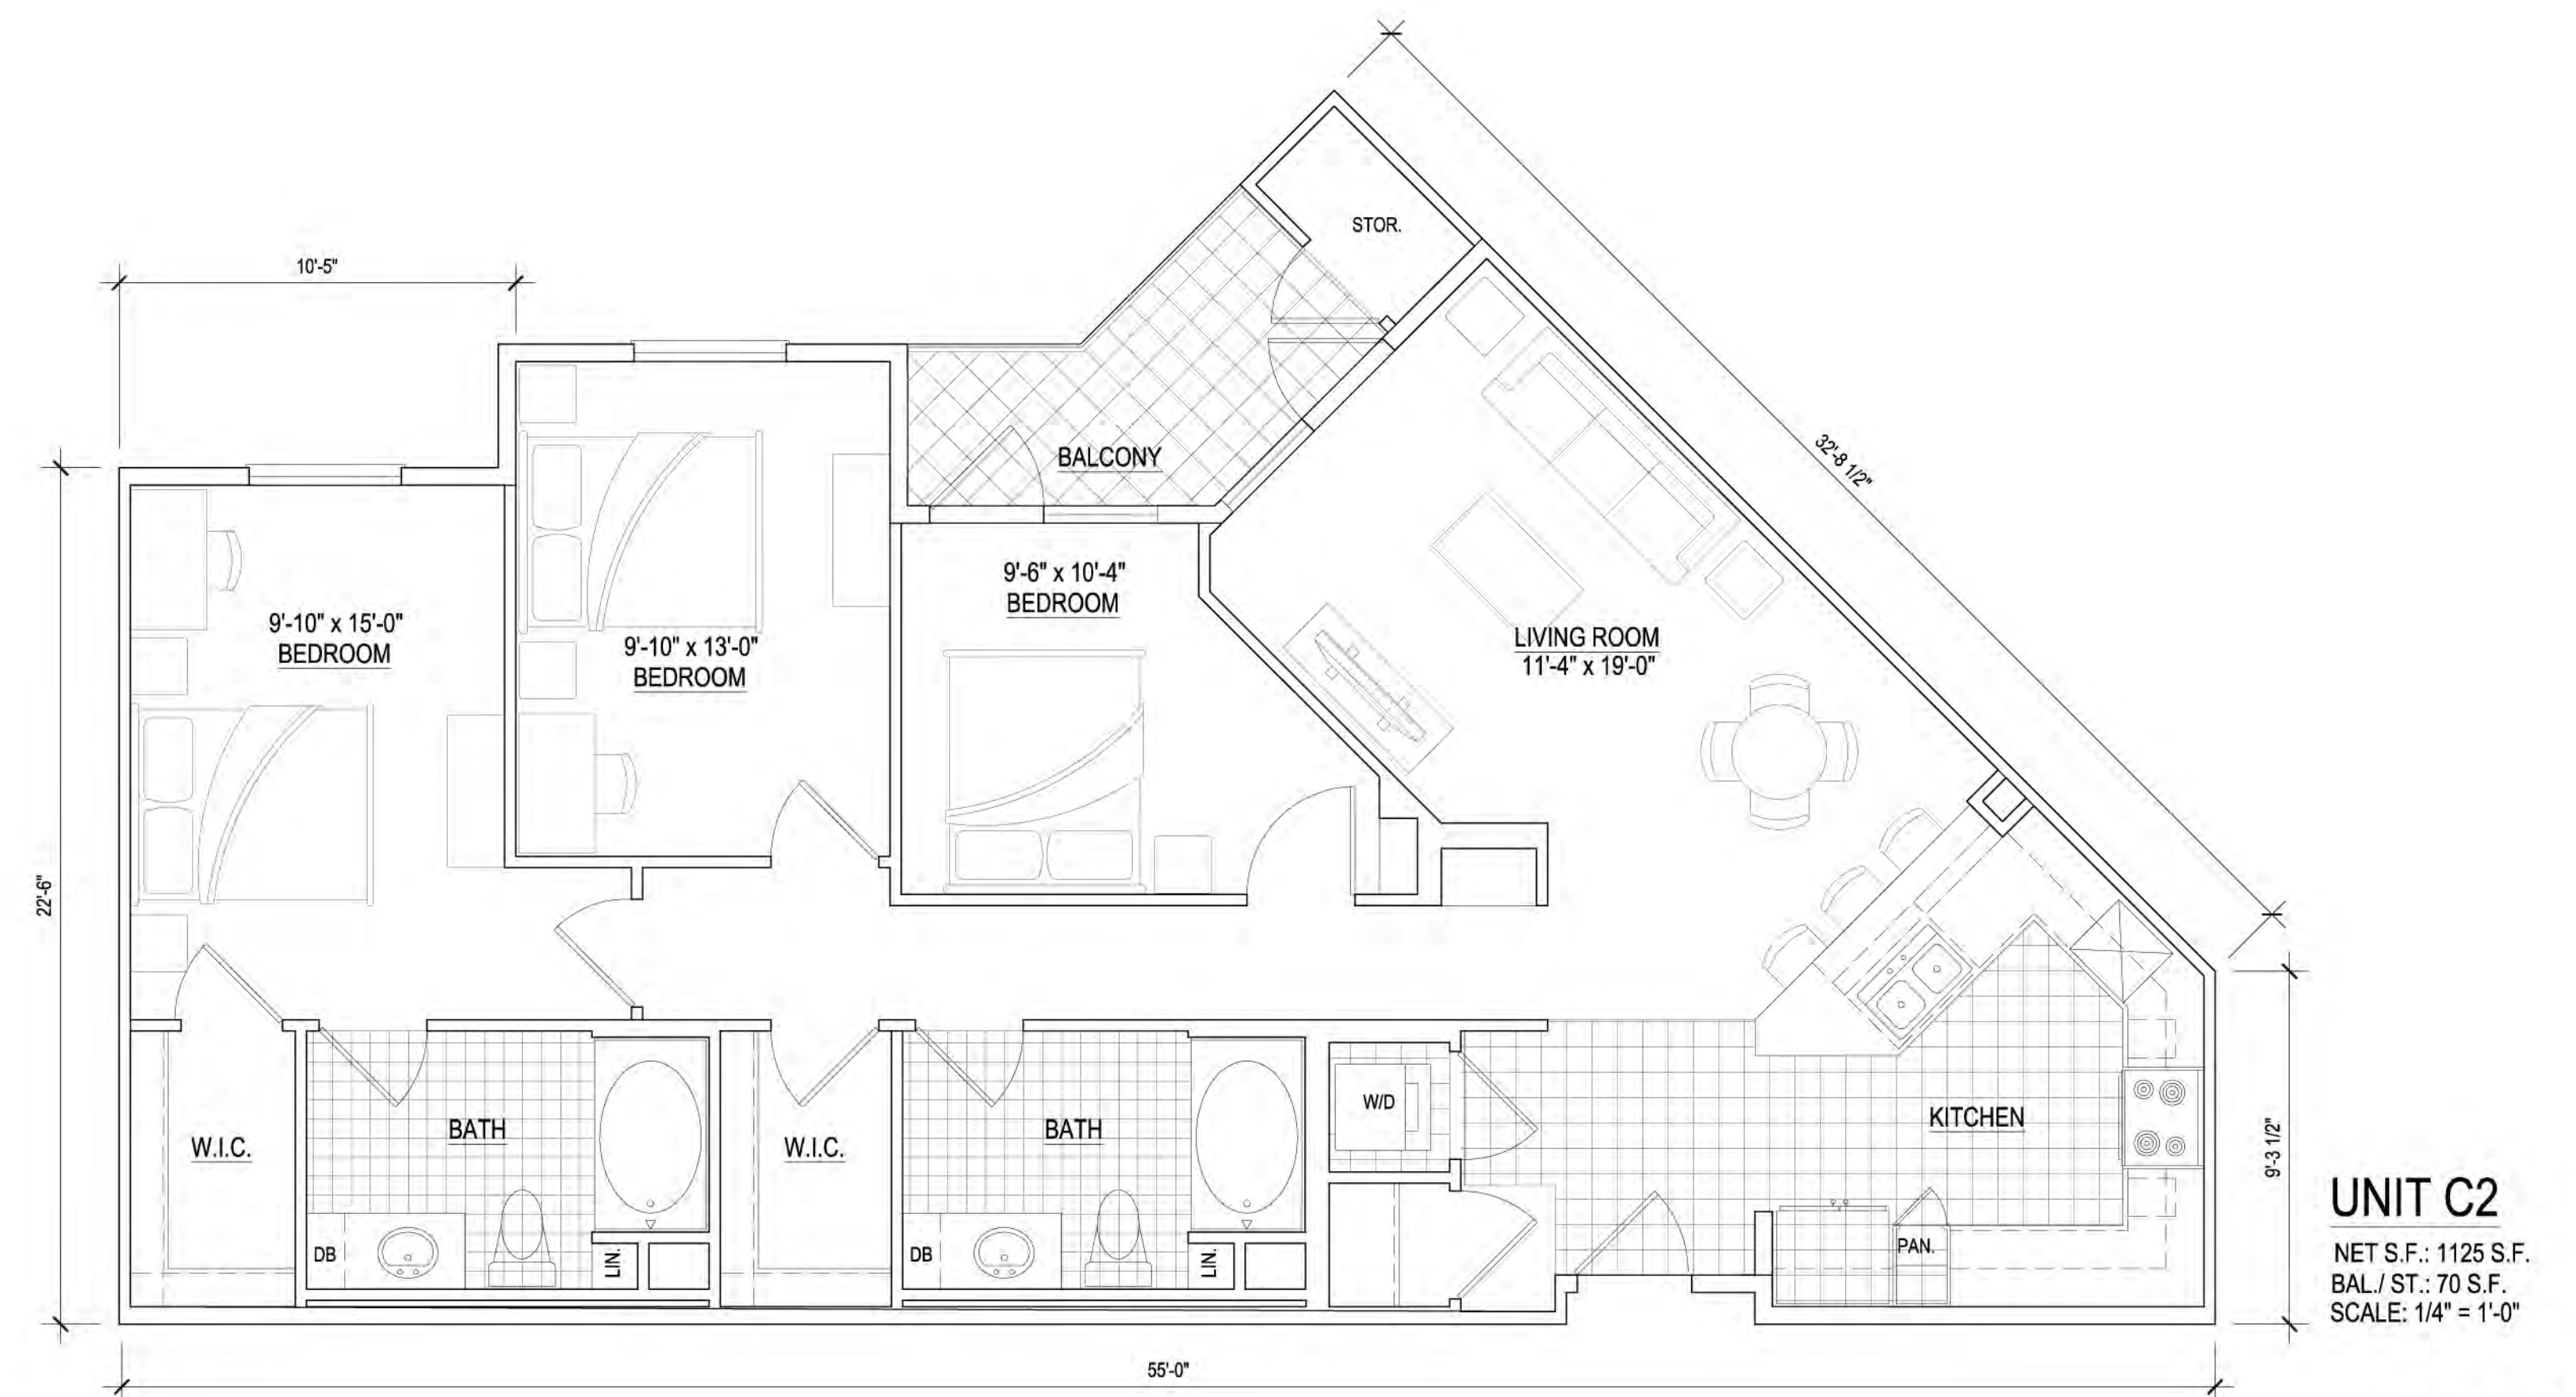 10'-5"
STOR.
32'-8 1/2"
BALCONY
9'-10" x 15'-0"
BEDROOM
9'-10" x 13'-0"
BEDROOM
9'-6" x 10'-4"
BEDROOM
LIVING ROOM
11'-4" x 19'-0"
22'-6"
W.I.C.
BATH
DB
LIN.
W.I.C.
BATH
DB
LIN.
W/D
KITCHEN
PAN.
9'-3 1/2"
55'-0"
UNIT C2
NET S.F.: 1125 S.F.
BAL./ ST.: 70 S.F.
SCALE: 1/4" = 1'-0"